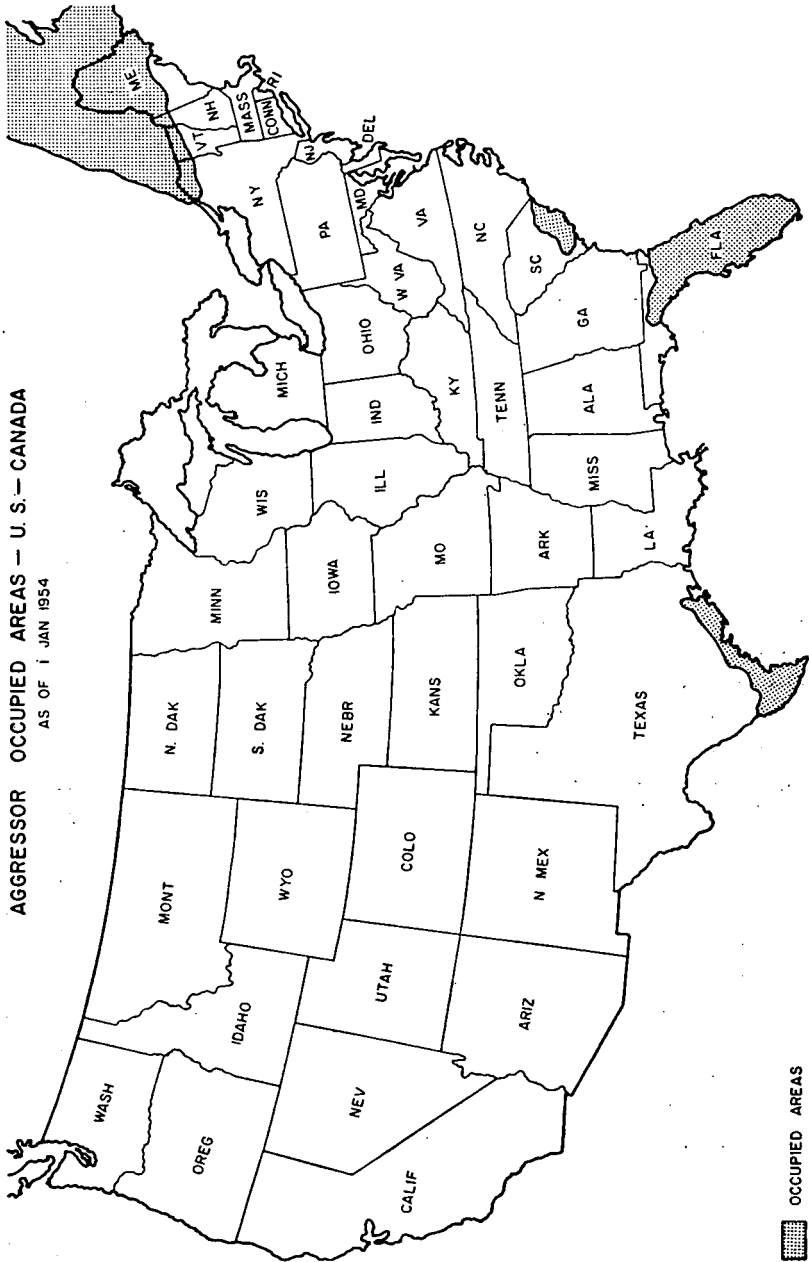 AGGRESSOR OCCUPIED AREAS — U. S. — CANADA
AS OF 1 JAN 1954
WASH
OREG
CALIF
NEV
IDAHO
MONT
WYO
UTAH
ARIZ
COLO
N MEX
N. DAK
S. DAK
NEBR
KANS
OKLA
TEXAS
MINN
IOWA
MO
ARK
LA
WIS
ILL
MICH
IND
OHIO
KY
TENN
MISS
ALA
GA
FLA
SC
NC
VA
W VA
MD
DEL
PA
NJ
NY
CONN
RI
MASS
VT
NH
ME
OCCUPIED AREAS